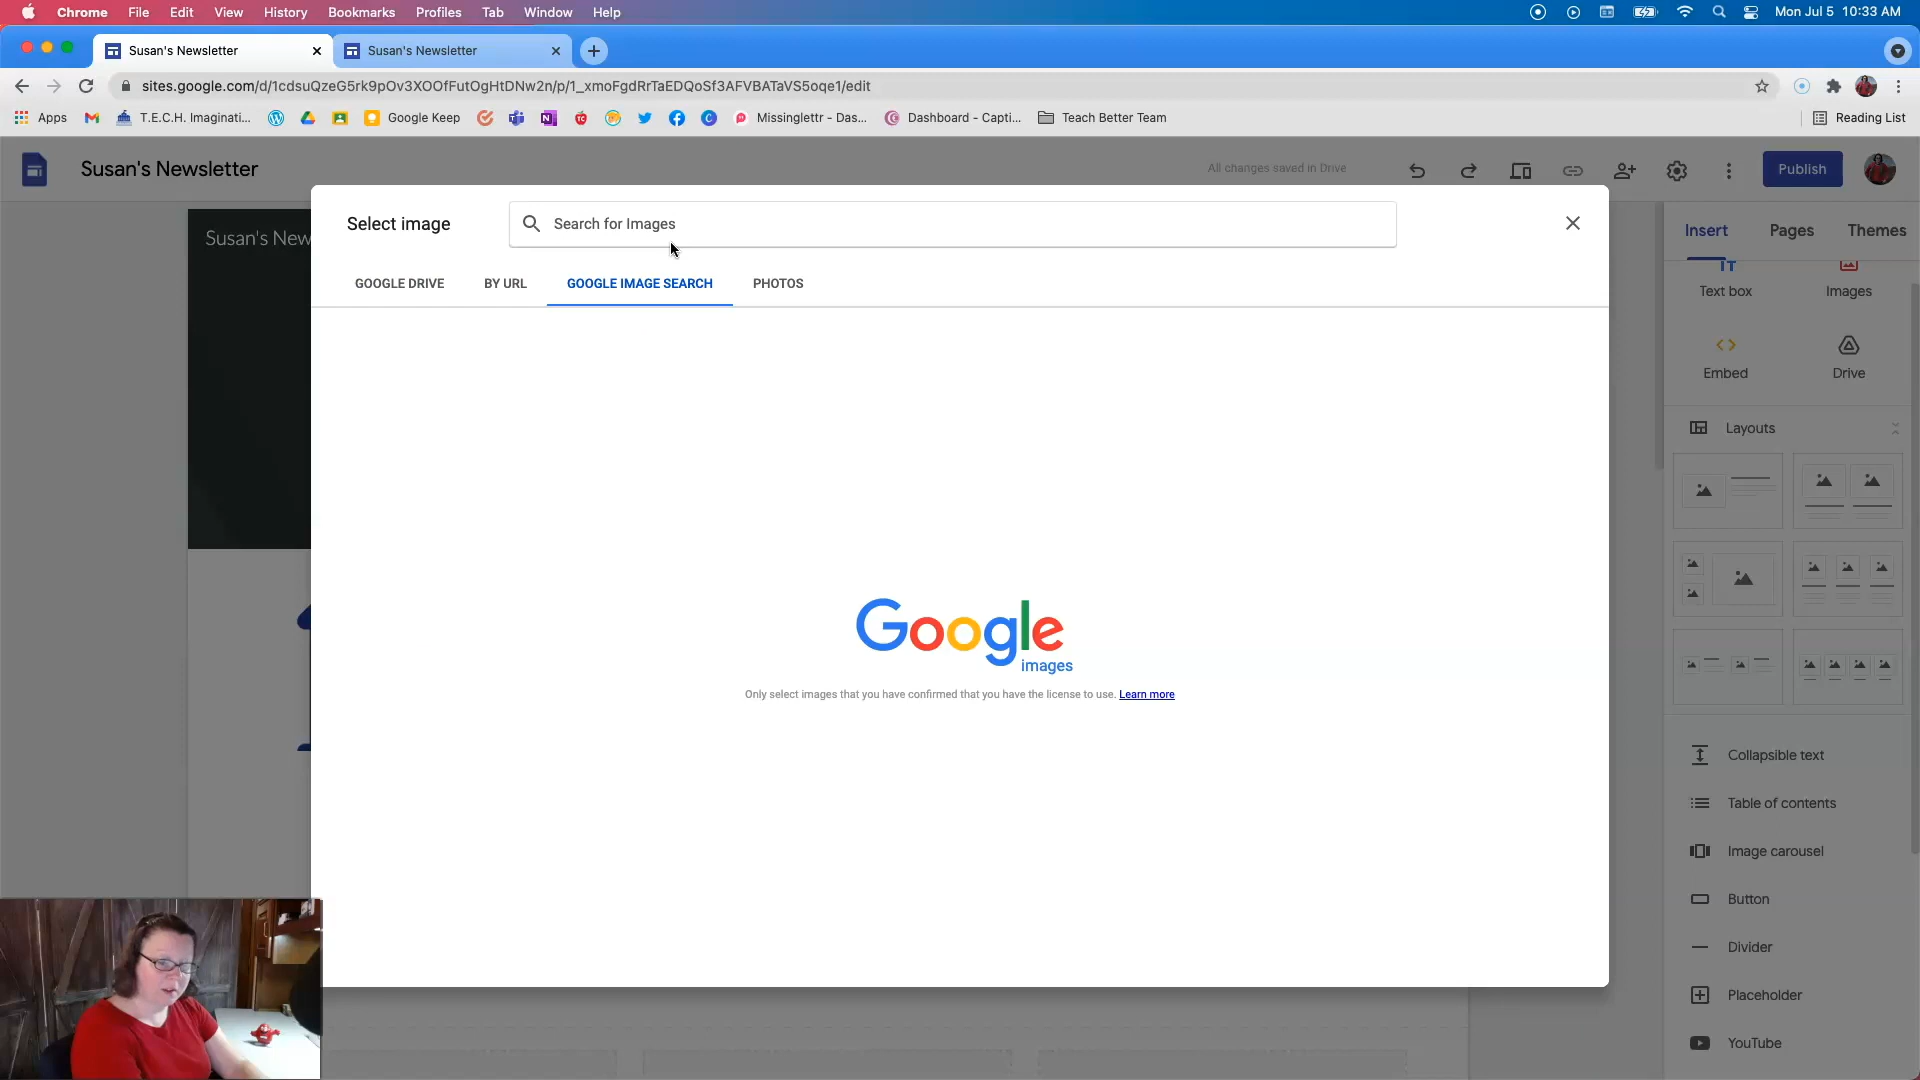 Chrome File Edit View History Bookmarks Profiles Tab Window Help Mon Jul 5 10:33 AM
Susan's Newsletter Susan's Newsletter
sites.google.com/d/1cdsuQzeG5rk9pOv3XOOfFutOgHtDNw2n/p/1_xmoFgdRrTaEDQoSf3AFVBATaVS5oqe1/edit
Apps T.E.C.H. Imaginati... Google Keep Missinglettr - Das... Dashboard - Capti... Teach Better Team Reading List
Susan's Newsletter All changes saved in Drive Publish
Select image Search for Images
Susan's New
Insert Pages Themes
GOOGLE DRIVE BY URL GOOGLE IMAGE SEARCH PHOTOS
Text box Images
Embed Drive
Layouts
Google
images
Only select images that you have confirmed that you have the license to use. Learn more
Collapsible text
Table of contents
Image carousel
Button
Divider
Placeholder
YouTube